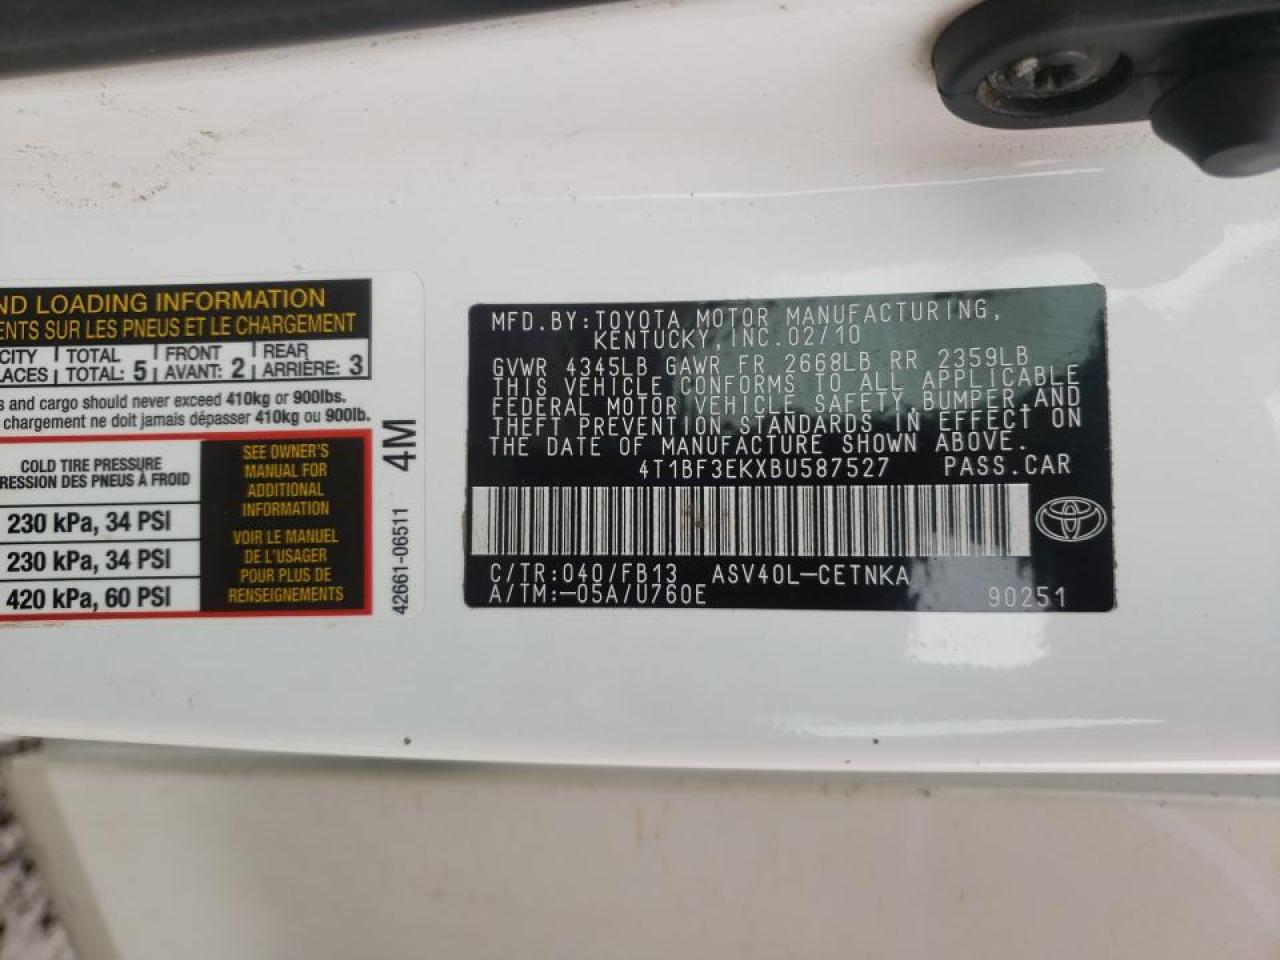 ND LOADING INFORMATION
ENTS SUR LES PNEUS ET LE CHARGEMENT
CITY TOTAL FRONT REAR
LACES TOTAL: 5 AVANT: 2 ARRIÈRE: 3
s and cargo should never exceed 410kg or 900lbs.
chargement ne doit jamais dépasser 410kg ou 900lb.
COLD TIRE PRESSURE
RESSION DES PNEUS À FROID
230 kPa, 34 PSI
230 kPa, 34 PSI
420 kPa, 60 PSI
SEE OWNER'S
MANUAL FOR
ADDITIONAL
INFORMATION
VOIR LE MANUEL
DE L'USAGER
POUR PLUS DE
RENSEIGNEMENTS
42661-06511 4M
MFD.BY:TOYOTA MOTOR MANUFACTURING,
KENTUCKY,INC.02/10
GVWR 4345LB GAWR FR 2668LB RR 2359LB
THIS VEHICLE CONFORMS TO ALL APPLICABLE
FEDERAL MOTOR VEHICLE SAFETY,BUMPER,AND
THEFT PREVENTION STANDARDS IN EFFECT ON
THE DATE OF MANUFACTURE SHOWN ABOVE.
4T1BF3EKXBU587527 PASS.CAR
C/TR:040/FB13 ASV40L-CETNKA
A/TM:-05A/U760E 90251